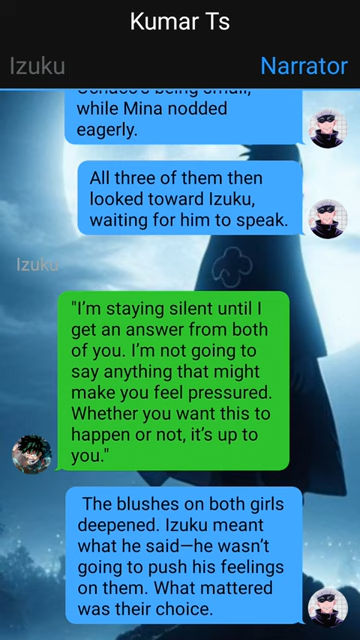 Kumar Ts
Izuku
Narrator
being small,
while Mina nodded
eagerly.
All three of them then
looked toward Izuku,
waiting for him to speak.
Izuku
"I'm staying silent until I
get an answer from both
of you. I'm not going to
say anything that might
make you feel pressured.
Whether you want this to
happen or not, it's up to
you."
The blushes on both girls
deepened. Izuku meant
what he said—he wasn't
going to push his feelings
on them. What mattered
was their choice.